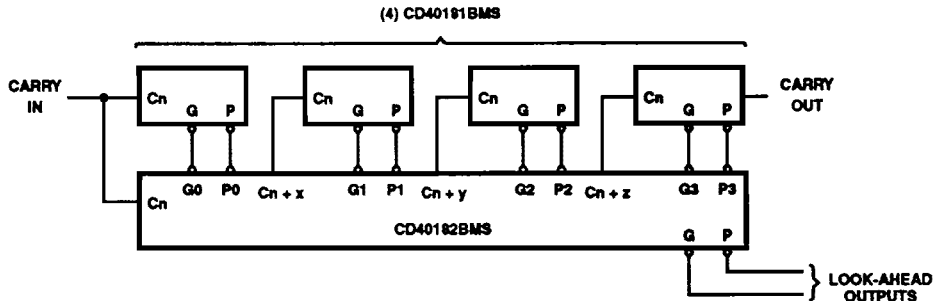 (4) CD40181BMS
CARRY IN
Cn G P
Cn G P
Cn G P
Cn G P
CARRY OUT
Cn G0 P0 Cn + x G1 P1 Cn + y G2 P2 Cn + z G3 P3
CD40182BMS
G P
LOOK-AHEAD
OUTPUTS